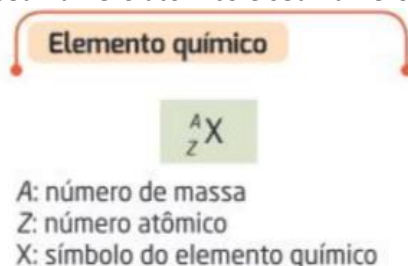 Elemento químico
A
Z X
A: número de massa
Z: número atômico
X: símbolo do elemento químico